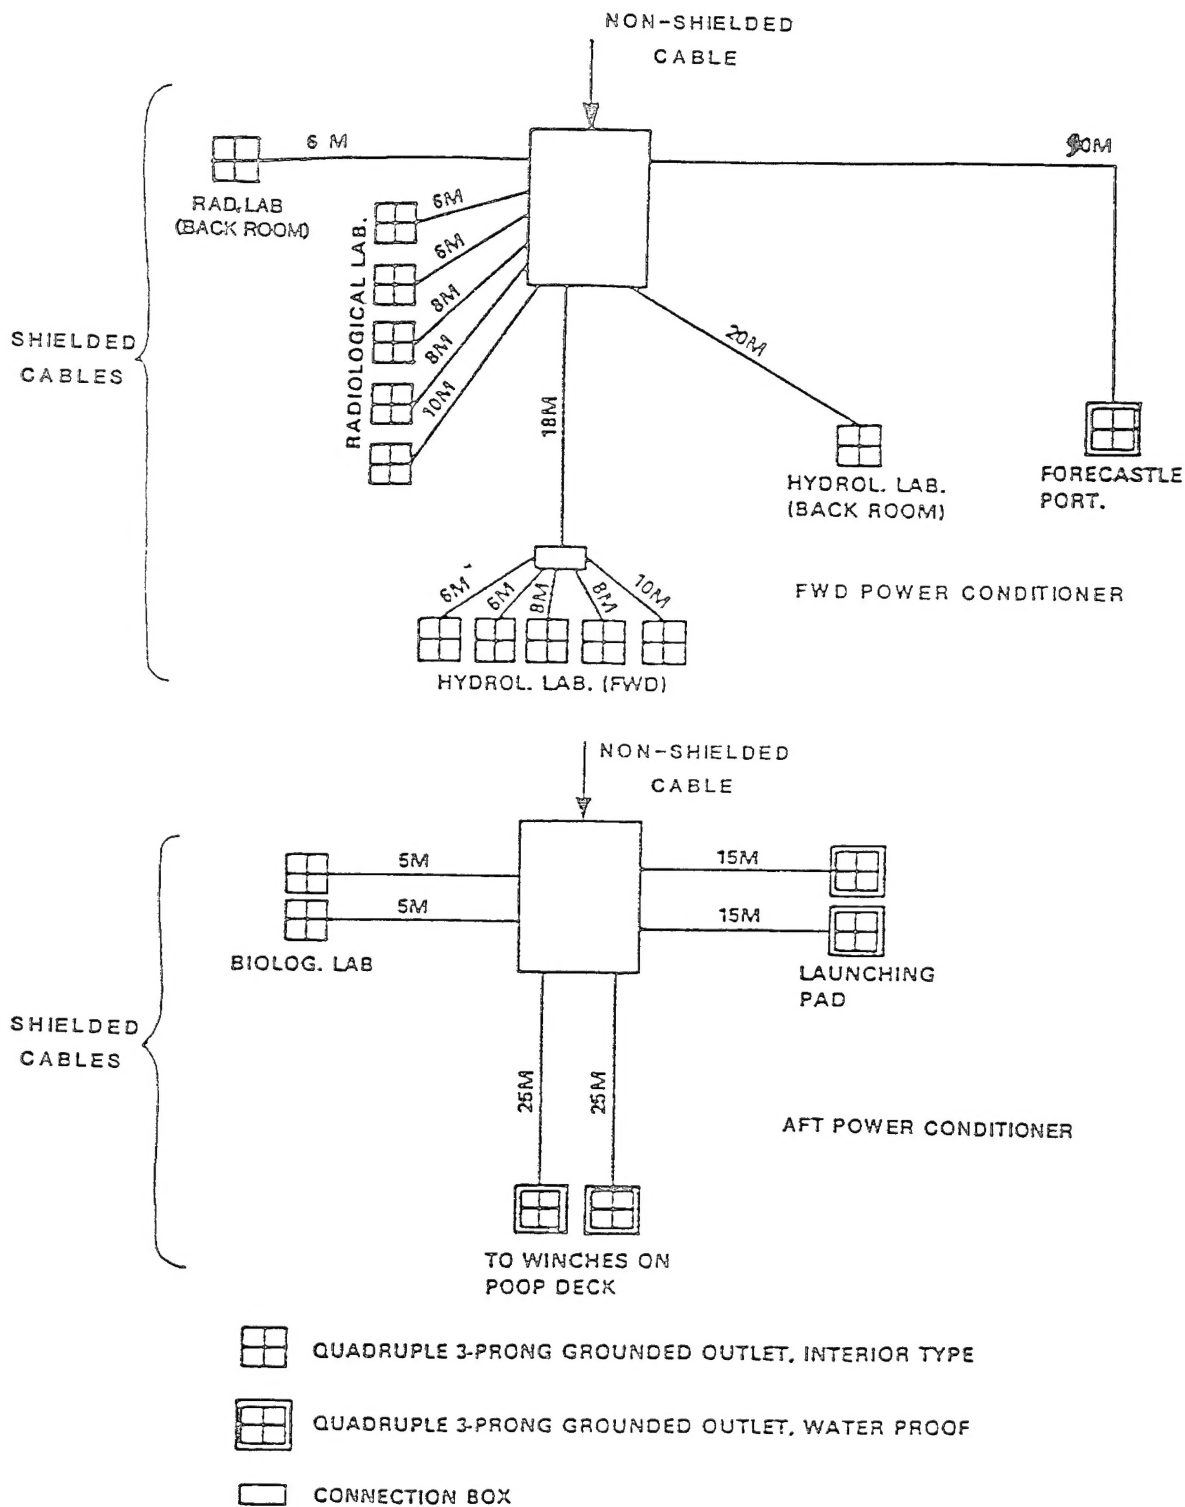 NON-SHIELDED
CABLE
6 M
RAD. LAB
(BACK ROOM)
RADIOLOGICAL LAB.
6M
6M
8M
8M
10M
18M
20M
HYDROL. LAB.
(BACK ROOM)
FORECASTLE
PORT.
SHIELDED
CABLES
6M
6M
8M
8M
10M
HYDROL. LAB. (FWD)
FWD POWER CONDITIONER
NON-SHIELDED
CABLE
5M
5M
BIOLOG. LAB
15M
15M
LAUNCHING
PAD
SHIELDED
CABLES
25M
25M
AFT POWER CONDITIONER
TO WINCHES ON
POOP DECK
QUADRUPLE 3-PRONG GROUNDED OUTLET, INTERIOR TYPE
QUADRUPLE 3-PRONG GROUNDED OUTLET, WATER PROOF
CONNECTION BOX